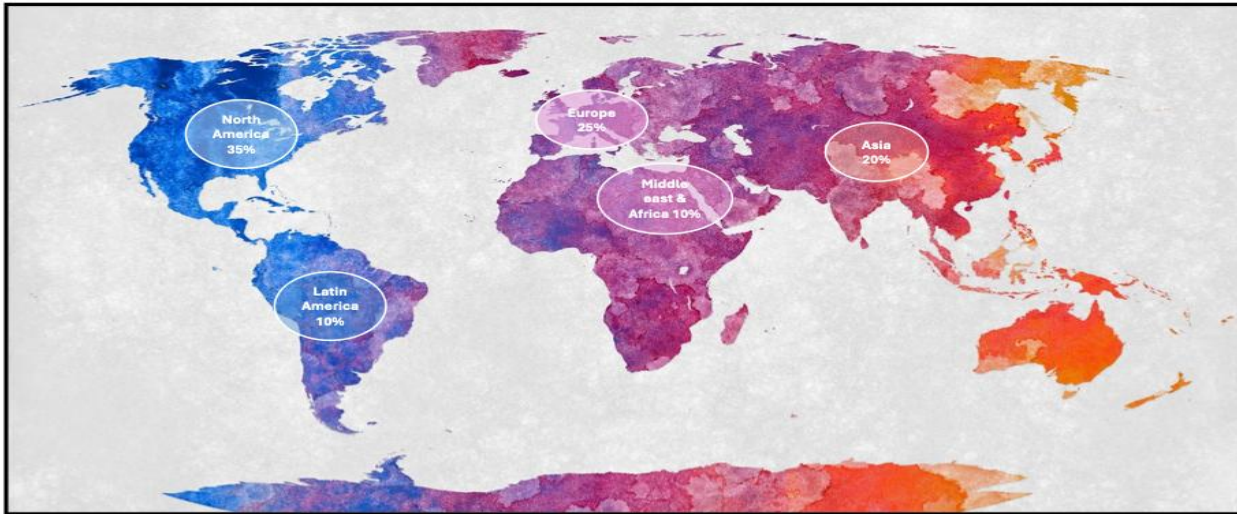 North
America
35%
Europe
25%
Asia
20%
Middle
east &
Africa 10%
Latin
America
10%